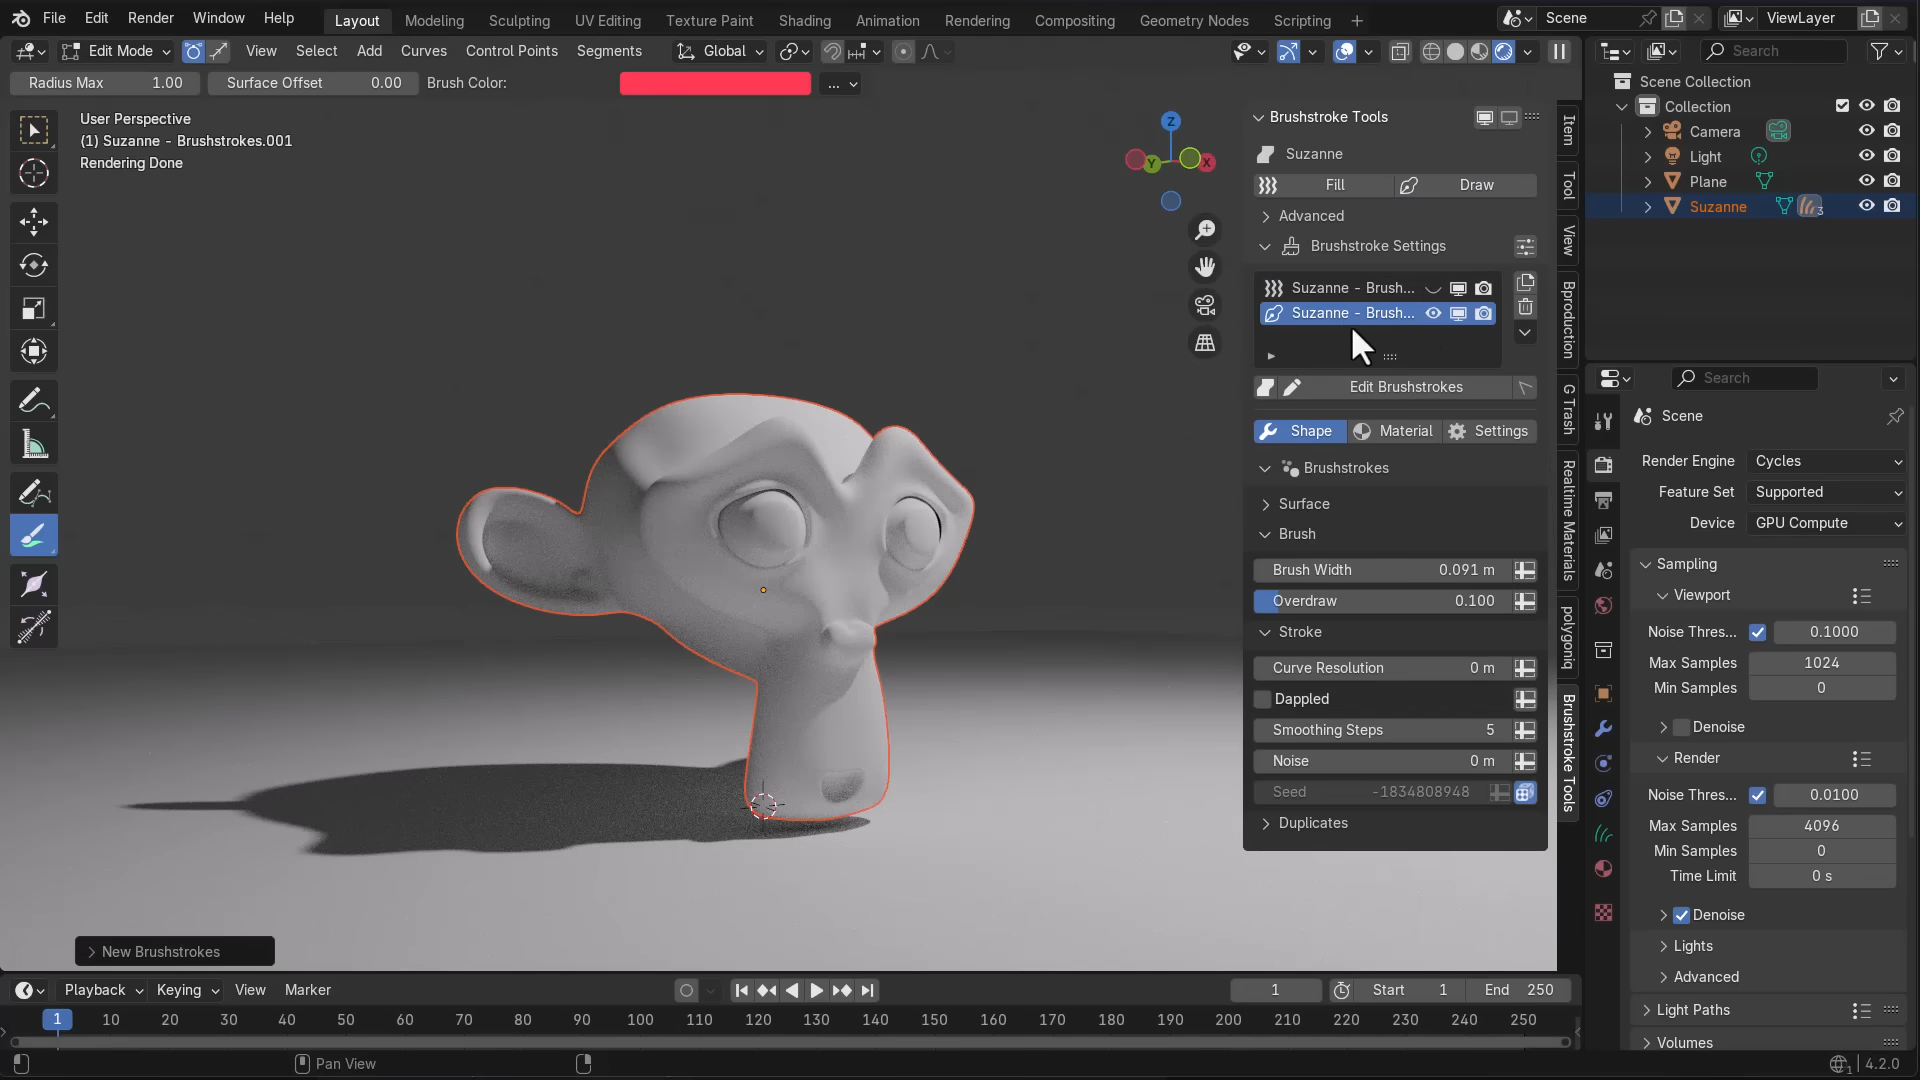 File Edit Render Window Help Layout Modeling Sculpting UV Editing Texture Paint Shading Animation Rendering Compositing Geometry Nodes Scripting + Scene ViewLayer
Edit Mode View Select Add Curves Control Points Segments Global Search
Radius Max 1.00 Surface Offset 0.00 Brush Color: ...
User Perspective
(1) Suzanne - Brushstrokes.001
Rendering Done
Z
Y
X
Brushstroke Tools
Suzanne
Fill Draw
Advanced
Brushstroke Settings
Suzanne - Brush...
Suzanne - Brush...
Edit Brushstrokes
Shape Material Settings
Brushstrokes
Surface
Brush
Brush Width 0.091 m
Overdraw 0.100
Stroke
Curve Resolution 0 m
Dappled
Smoothing Steps 5
Noise 0 m
Seed -1834808948
Duplicates
Item
Tool
View
Bproduction
G Trash
Realtime Materials
polygoniq
Brushstroke Tools
Scene Collection
Collection
Camera
Light
Plane
Suzanne 3
Search
Scene
Render Engine Cycles
Feature Set Supported
Device GPU Compute
Sampling
Viewport
Noise Thres... 0.1000
Max Samples 1024
Min Samples 0
Denoise
Render
Noise Thres... 0.0100
Max Samples 4096
Min Samples 0
Time Limit 0 s
Denoise
Lights
Advanced
Light Paths
Volumes
New Brushstrokes
Playback Keying View Marker 1 Start 1 End 250
1 10 20 30 40 50 60 70 80 90 100 110 120 130 140 150 160 170 180 190 200 210 220 230 240 250
Pan View 1 4.2.0